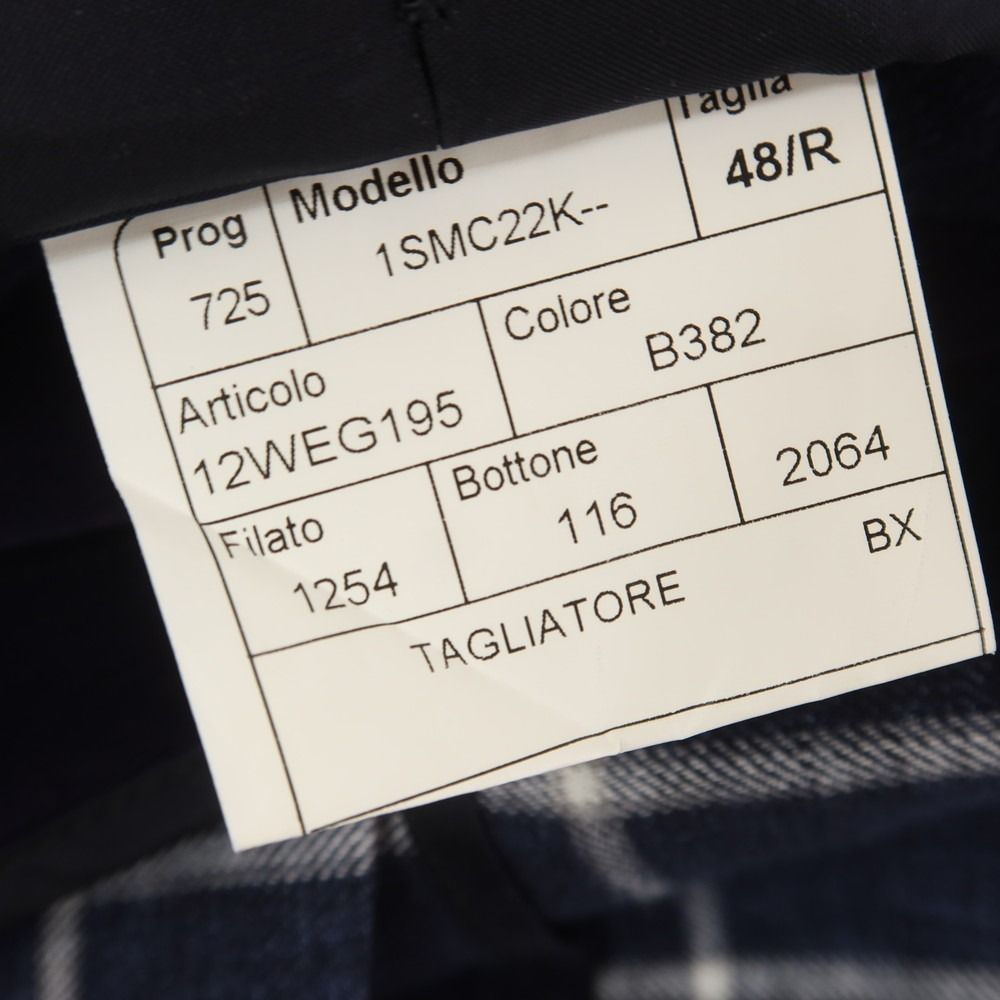 Prog
725
Modello
1SMC22K--
Taglia
48/R
Articolo
12WEG195
Colore
B382
Filato
1254
Bottone
116
2064
TAGLIATORE
BX